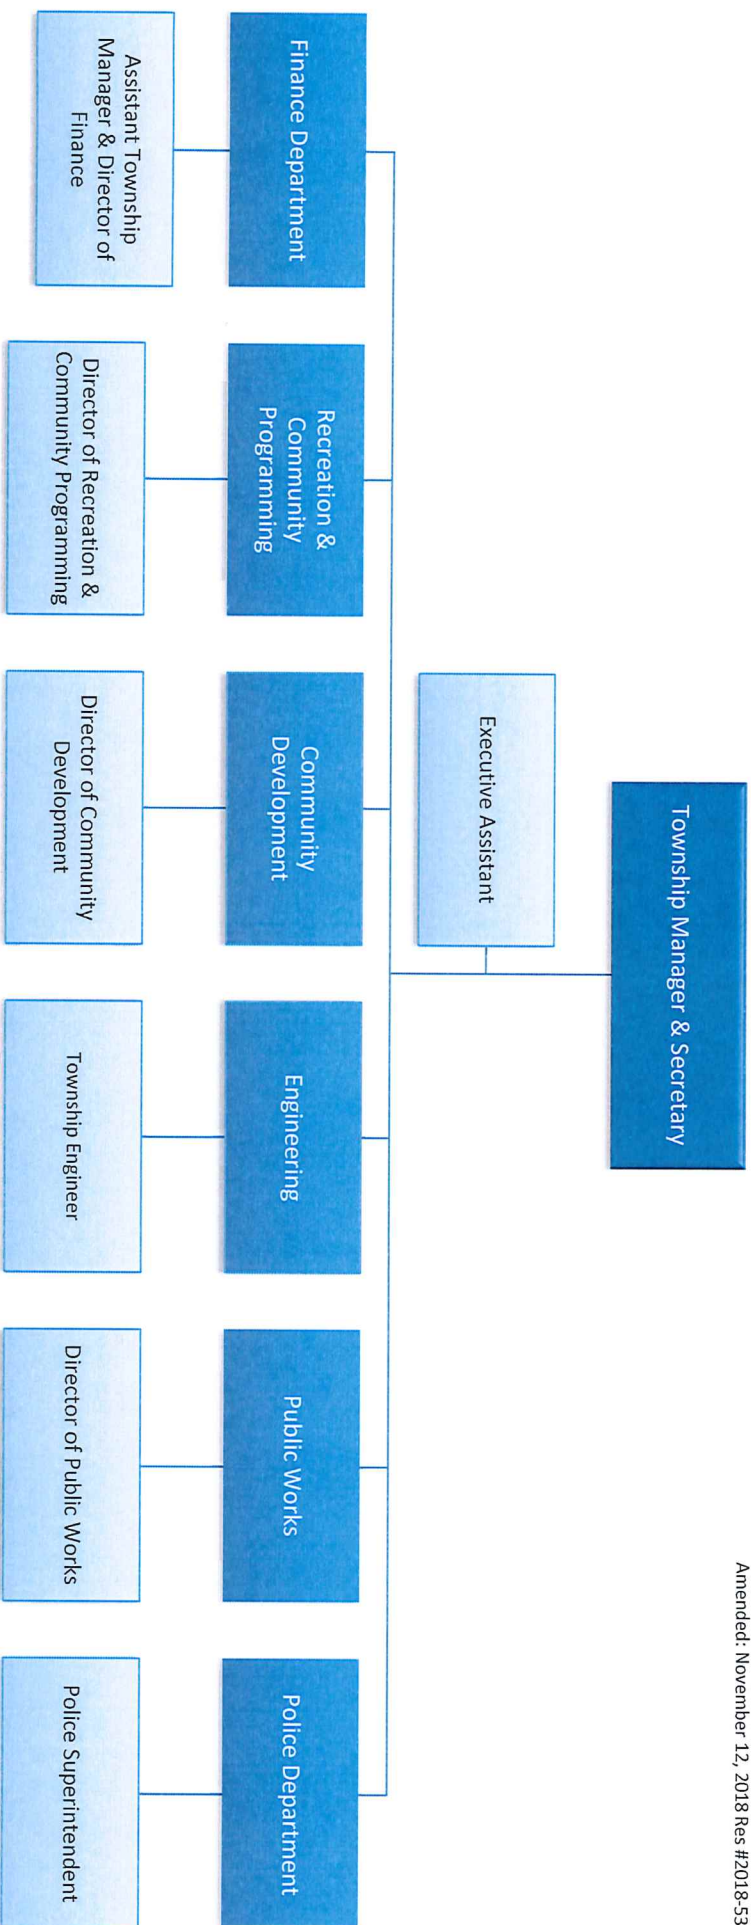 Amended: November 12, 2018 Res #2018-53
Township Manager & Secretary
Executive Assistant
Finance Department
Recreation &
Community
Programming
Community
Development
Engineering
Public Works
Police Department
Assistant Township
Manager & Director of
Finance
Director of Recreation &
Community Programming
Director of Community
Development
Township Engineer
Director of Public Works
Police Superintendent